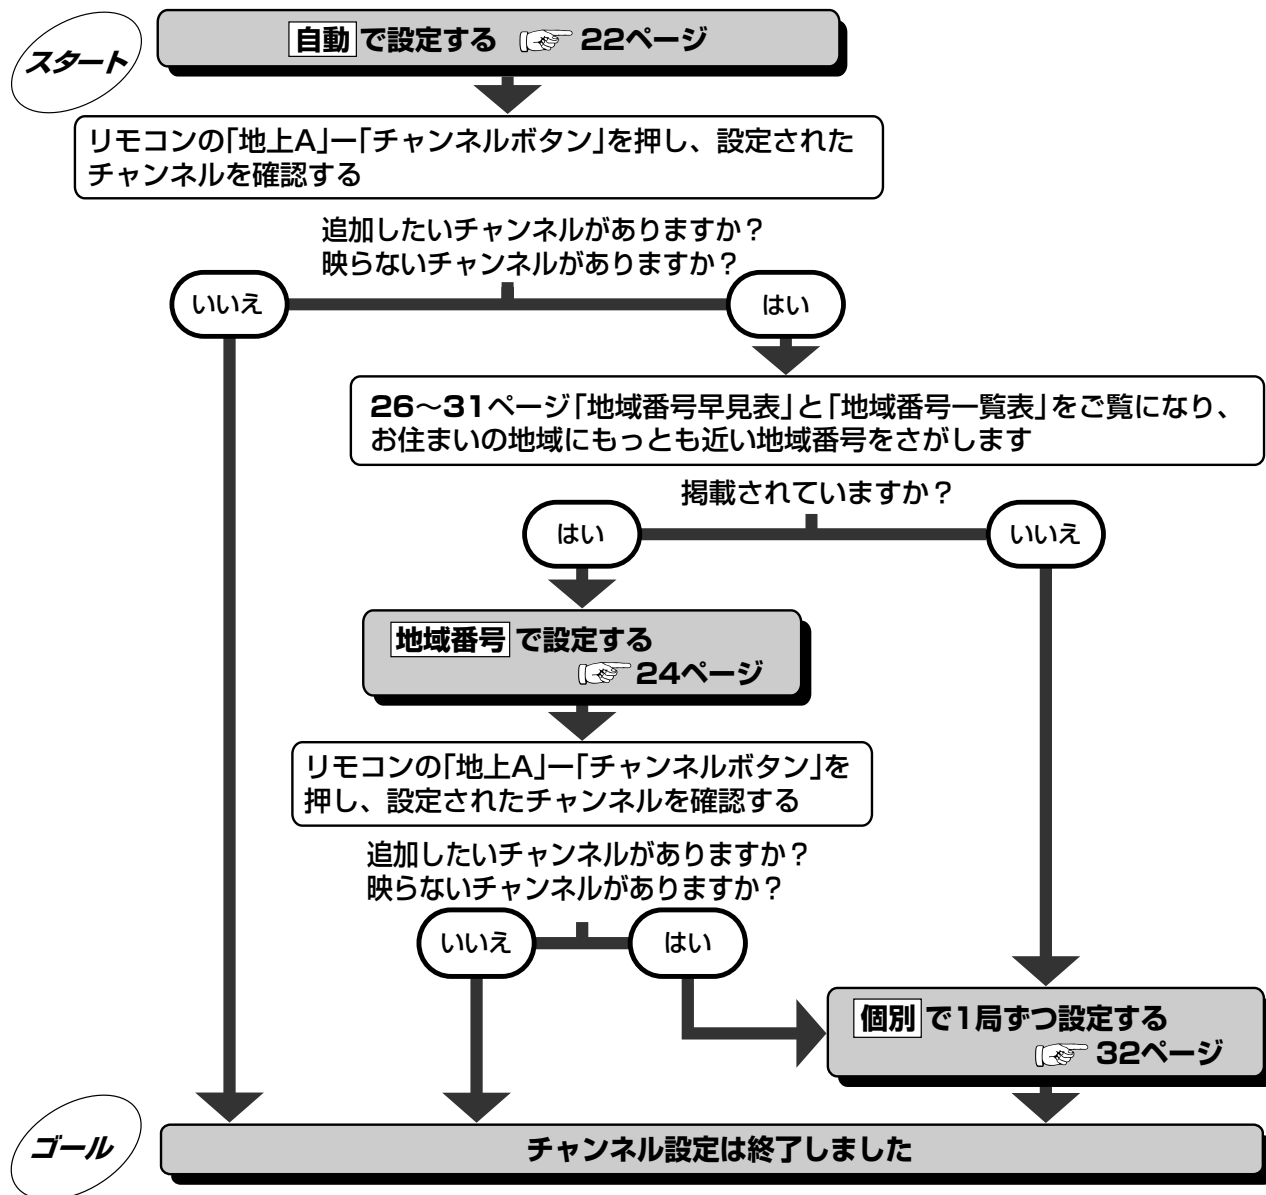 スタート
自動で設定する ☞ 22ページ
リモコンの「地上A」ー「チャンネルボタン」を押し、設定された
チャンネルを確認する
追加したいチャンネルがありますか？
映らないチャンネルがありますか？
いいえ
はい
26〜31ページ「地域番号早見表」と「地域番号一覧表」をご覧になり、
お住まいの地域にもっとも近い地域番号をさがします
掲載されていますか？
はい
いいえ
地域番号で設定する
☞ 24ページ
リモコンの「地上A」ー「チャンネルボタン」を
押し、設定されたチャンネルを確認する
追加したいチャンネルがありますか？
映らないチャンネルがありますか？
いいえ
はい
個別で1局ずつ設定する
☞ 32ページ
ゴール
チャンネル設定は終了しました